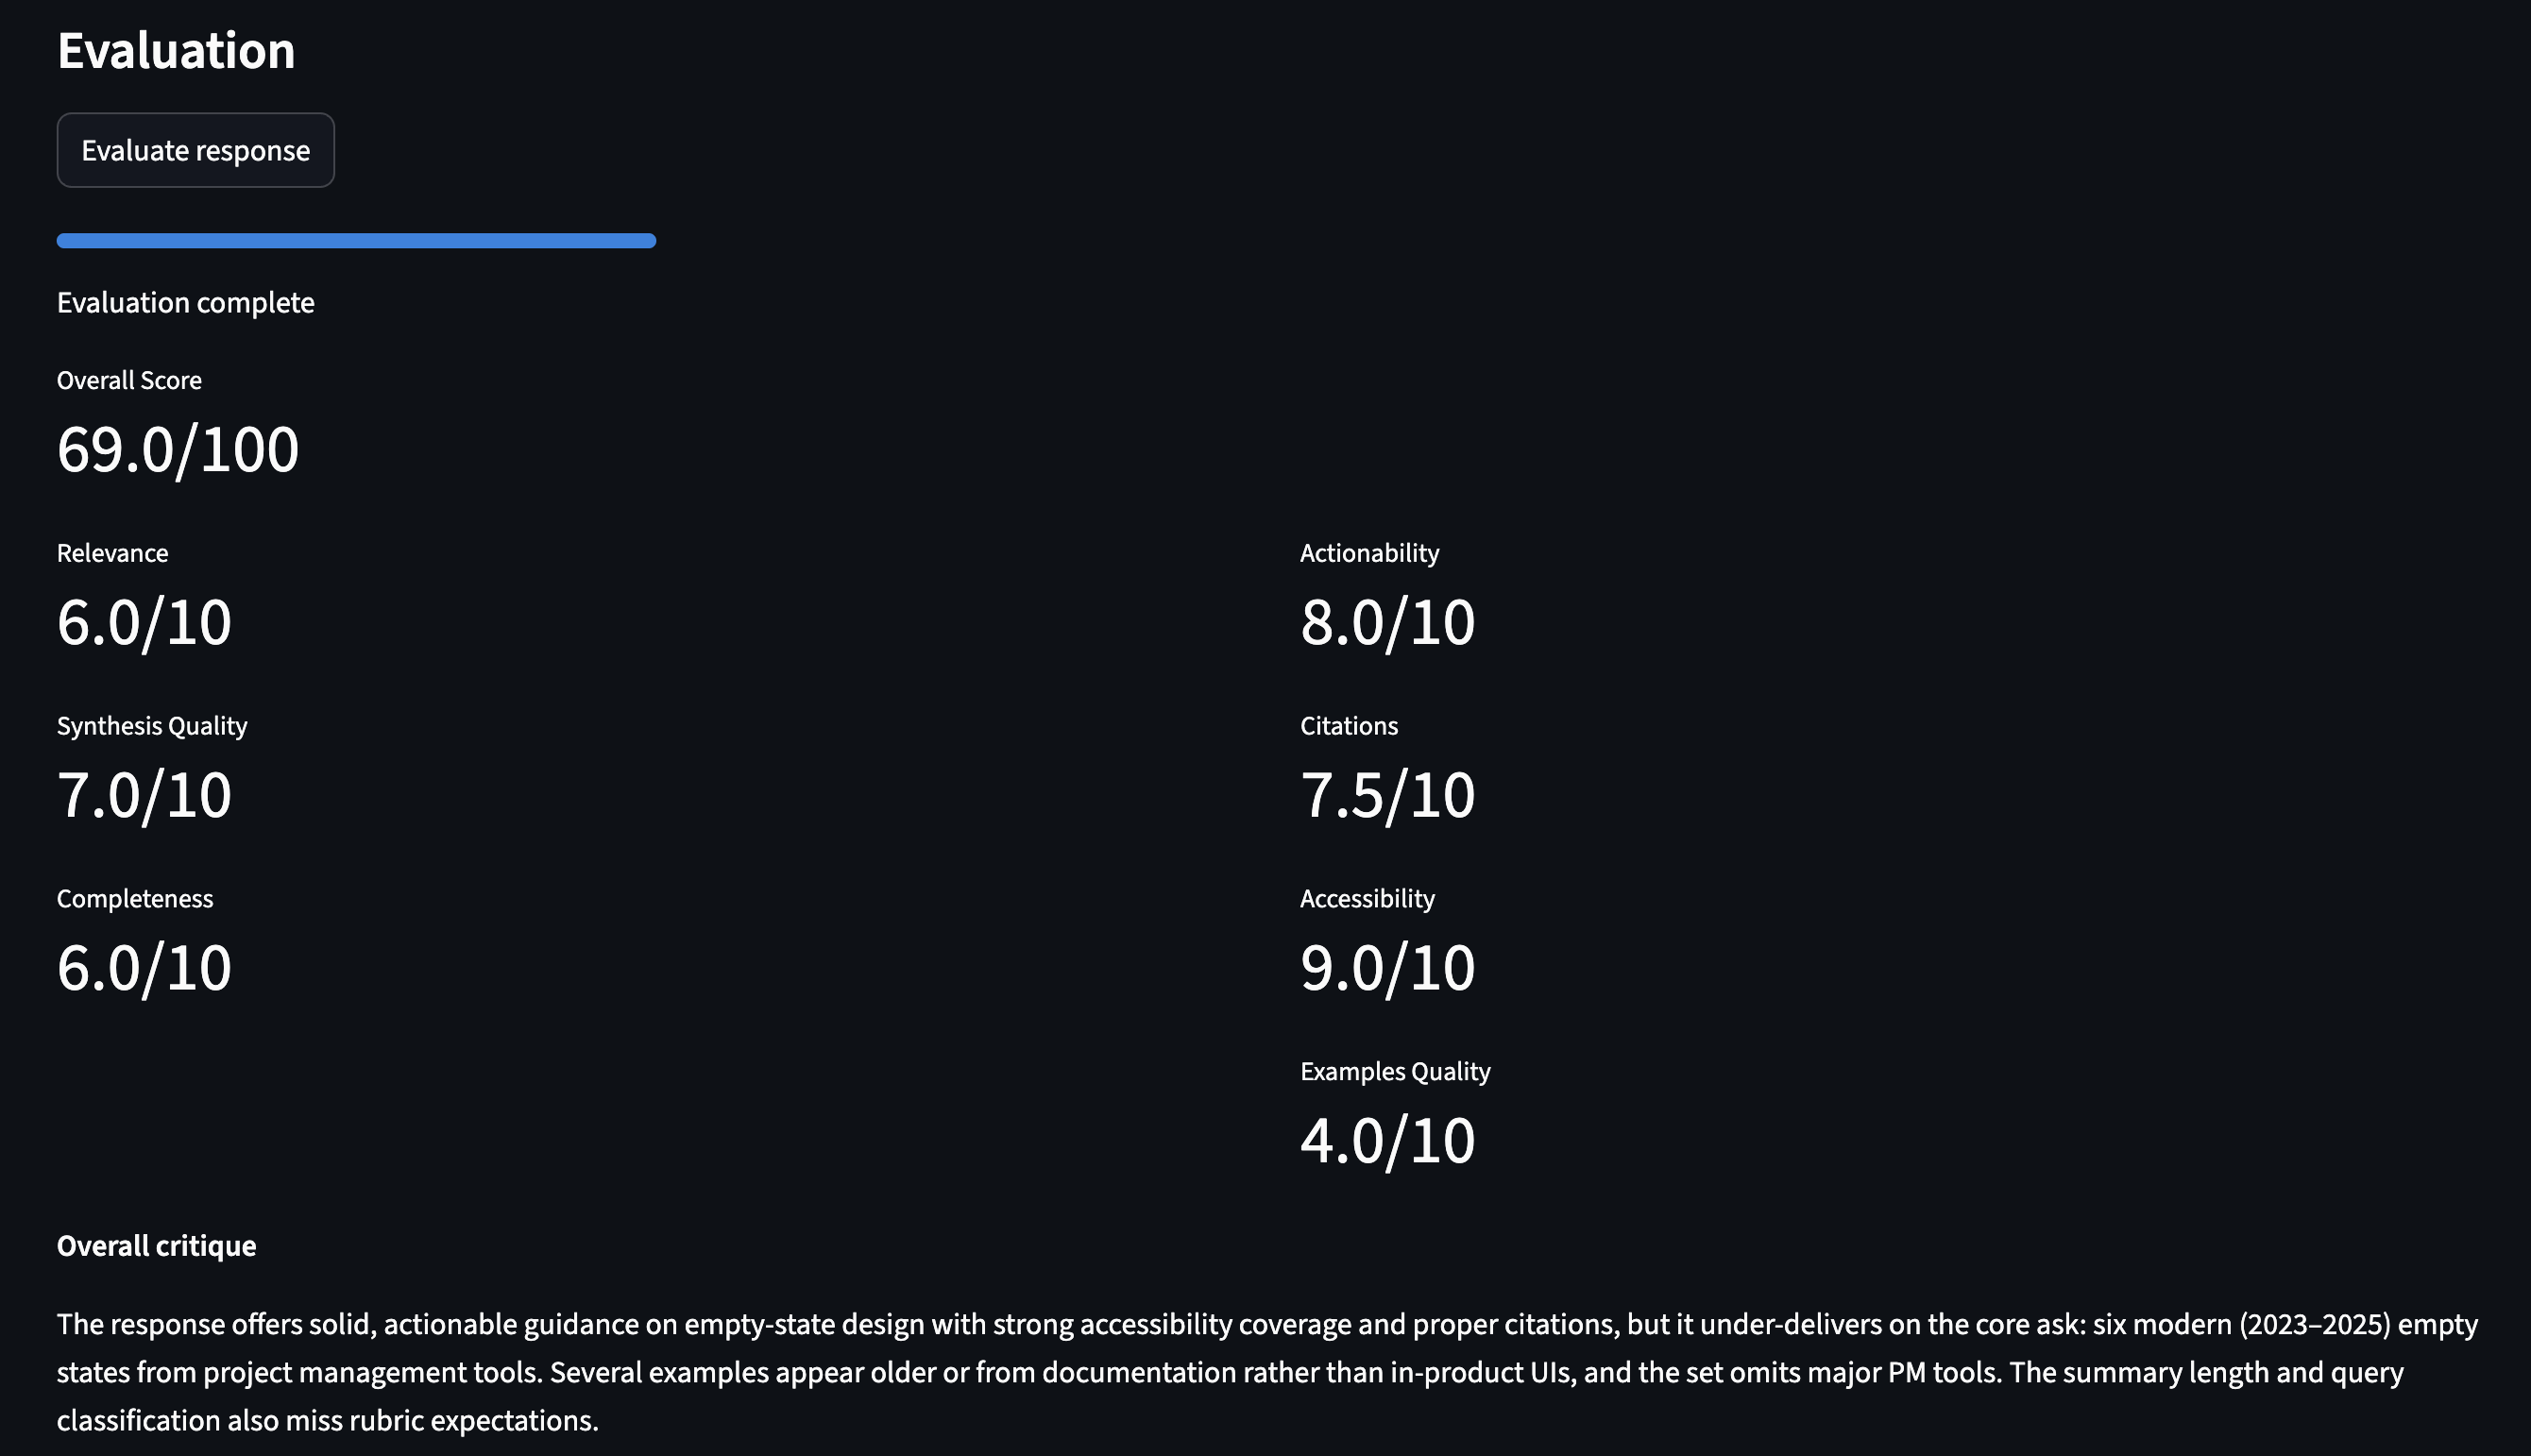 Evaluation
Evaluate response
Evaluation complete
Overall Score
69.0/100
Relevance
6.0/10
Actionability
8.0/10
Synthesis Quality
7.0/10
Citations
7.5/10
Completeness
6.0/10
Accessibility
9.0/10
Examples Quality
4.0/10
Overall critique
The response offers solid, actionable guidance on empty-state design with strong accessibility coverage and proper citations, but it under-delivers on the core ask: six modern (2023–2025) empty
states from project management tools. Several examples appear older or from documentation rather than in-product UIs, and the set omits major PM tools. The summary length and query
classification also miss rubric expectations.